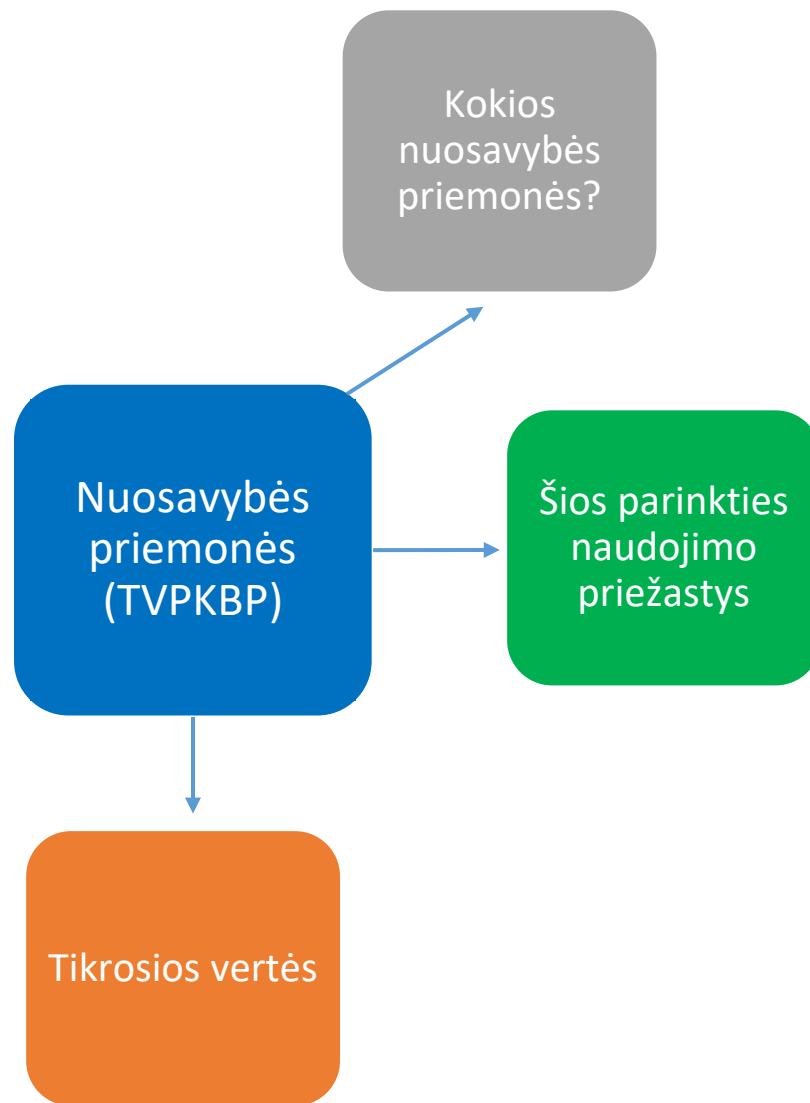 Kokios
nuosavybės
priemonės?
Nuosavybės
priemonės
(TVPKBP)
Šios parinkties
naudojimo
priežastys
Tikrosios vertės